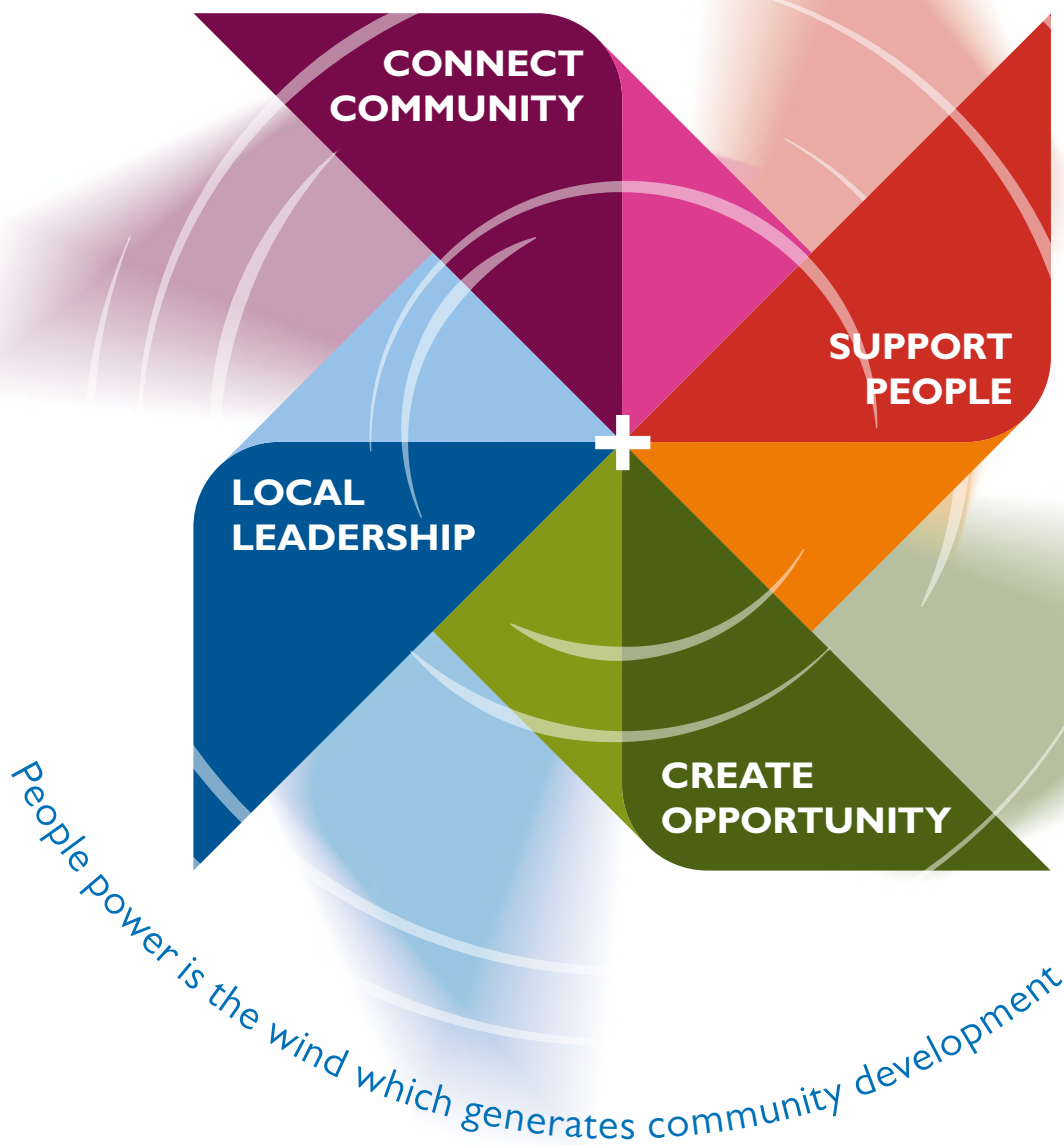 CONNECT
COMMUNITY
SUPPORT
PEOPLE
LOCAL
LEADERSHIP
CREATE
OPPORTUNITY
People power is the wind which generates community development